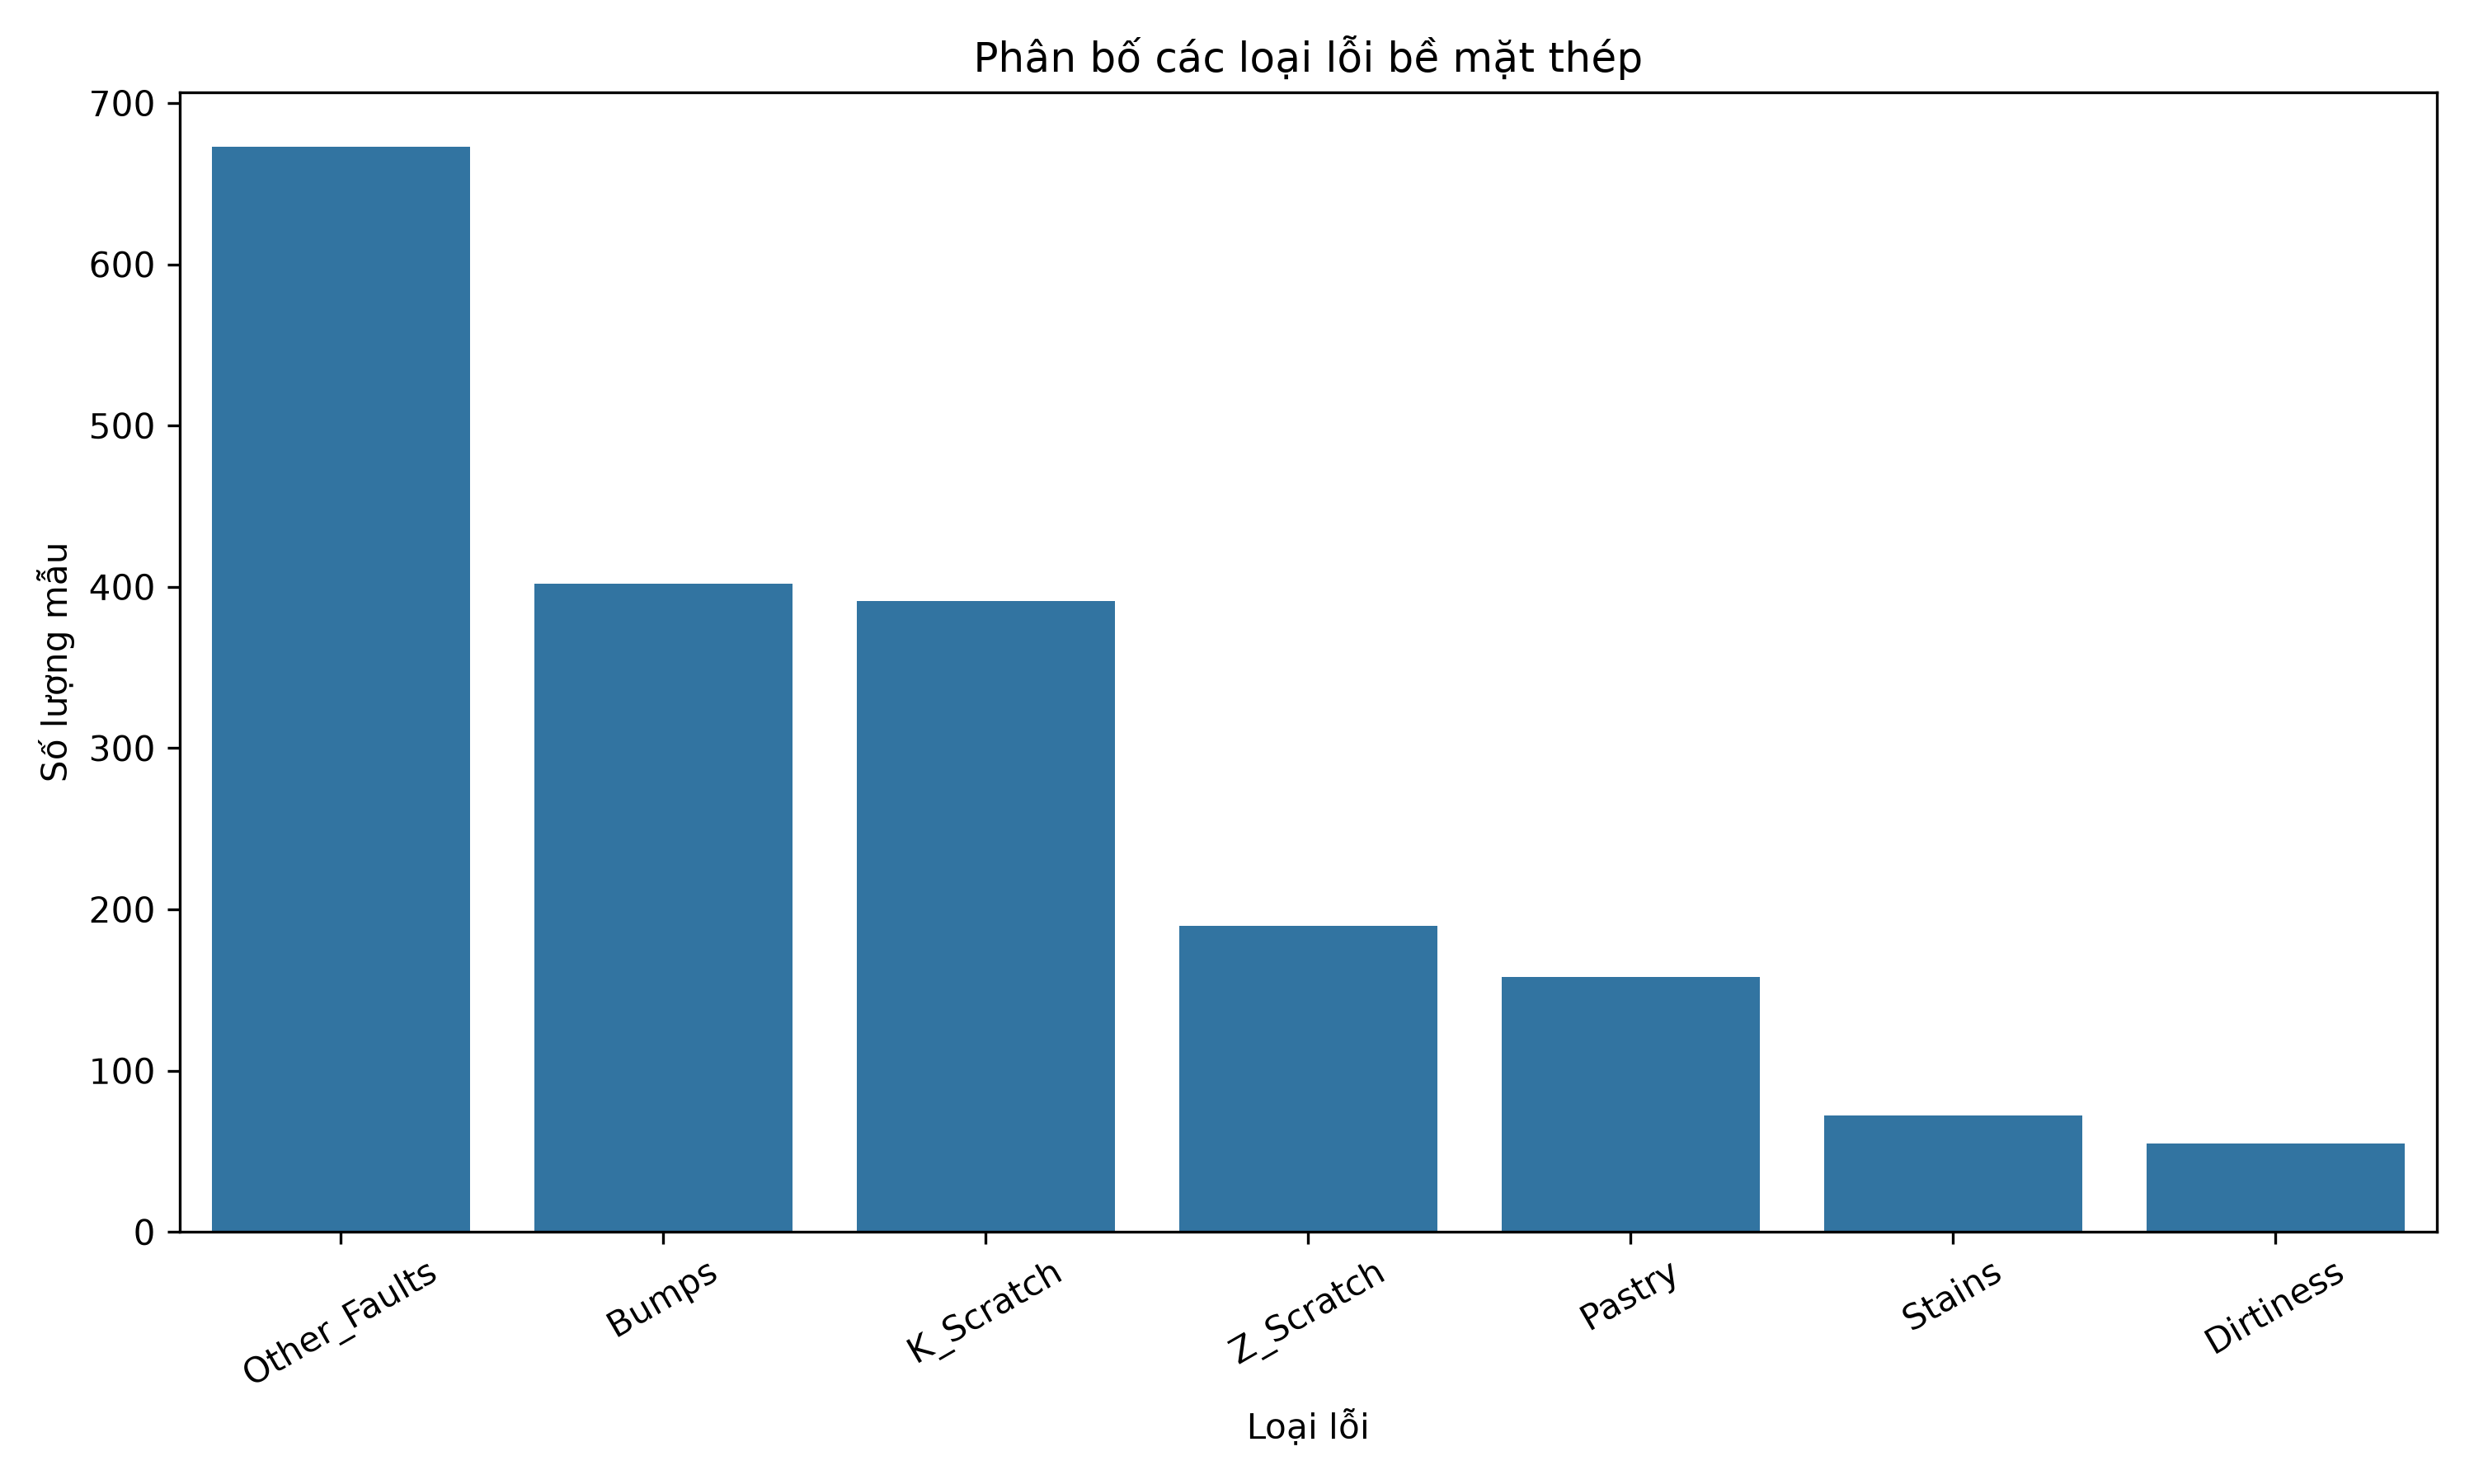 Phân bố các loại lỗi bề mặt thép
Số lượng mẫu
700
600
500
400
300
200
100
0
Other_Faults
Bumps
K_Scratch
Z_Scratch
Pastry
Stains
Dirtiness
Loại lỗi